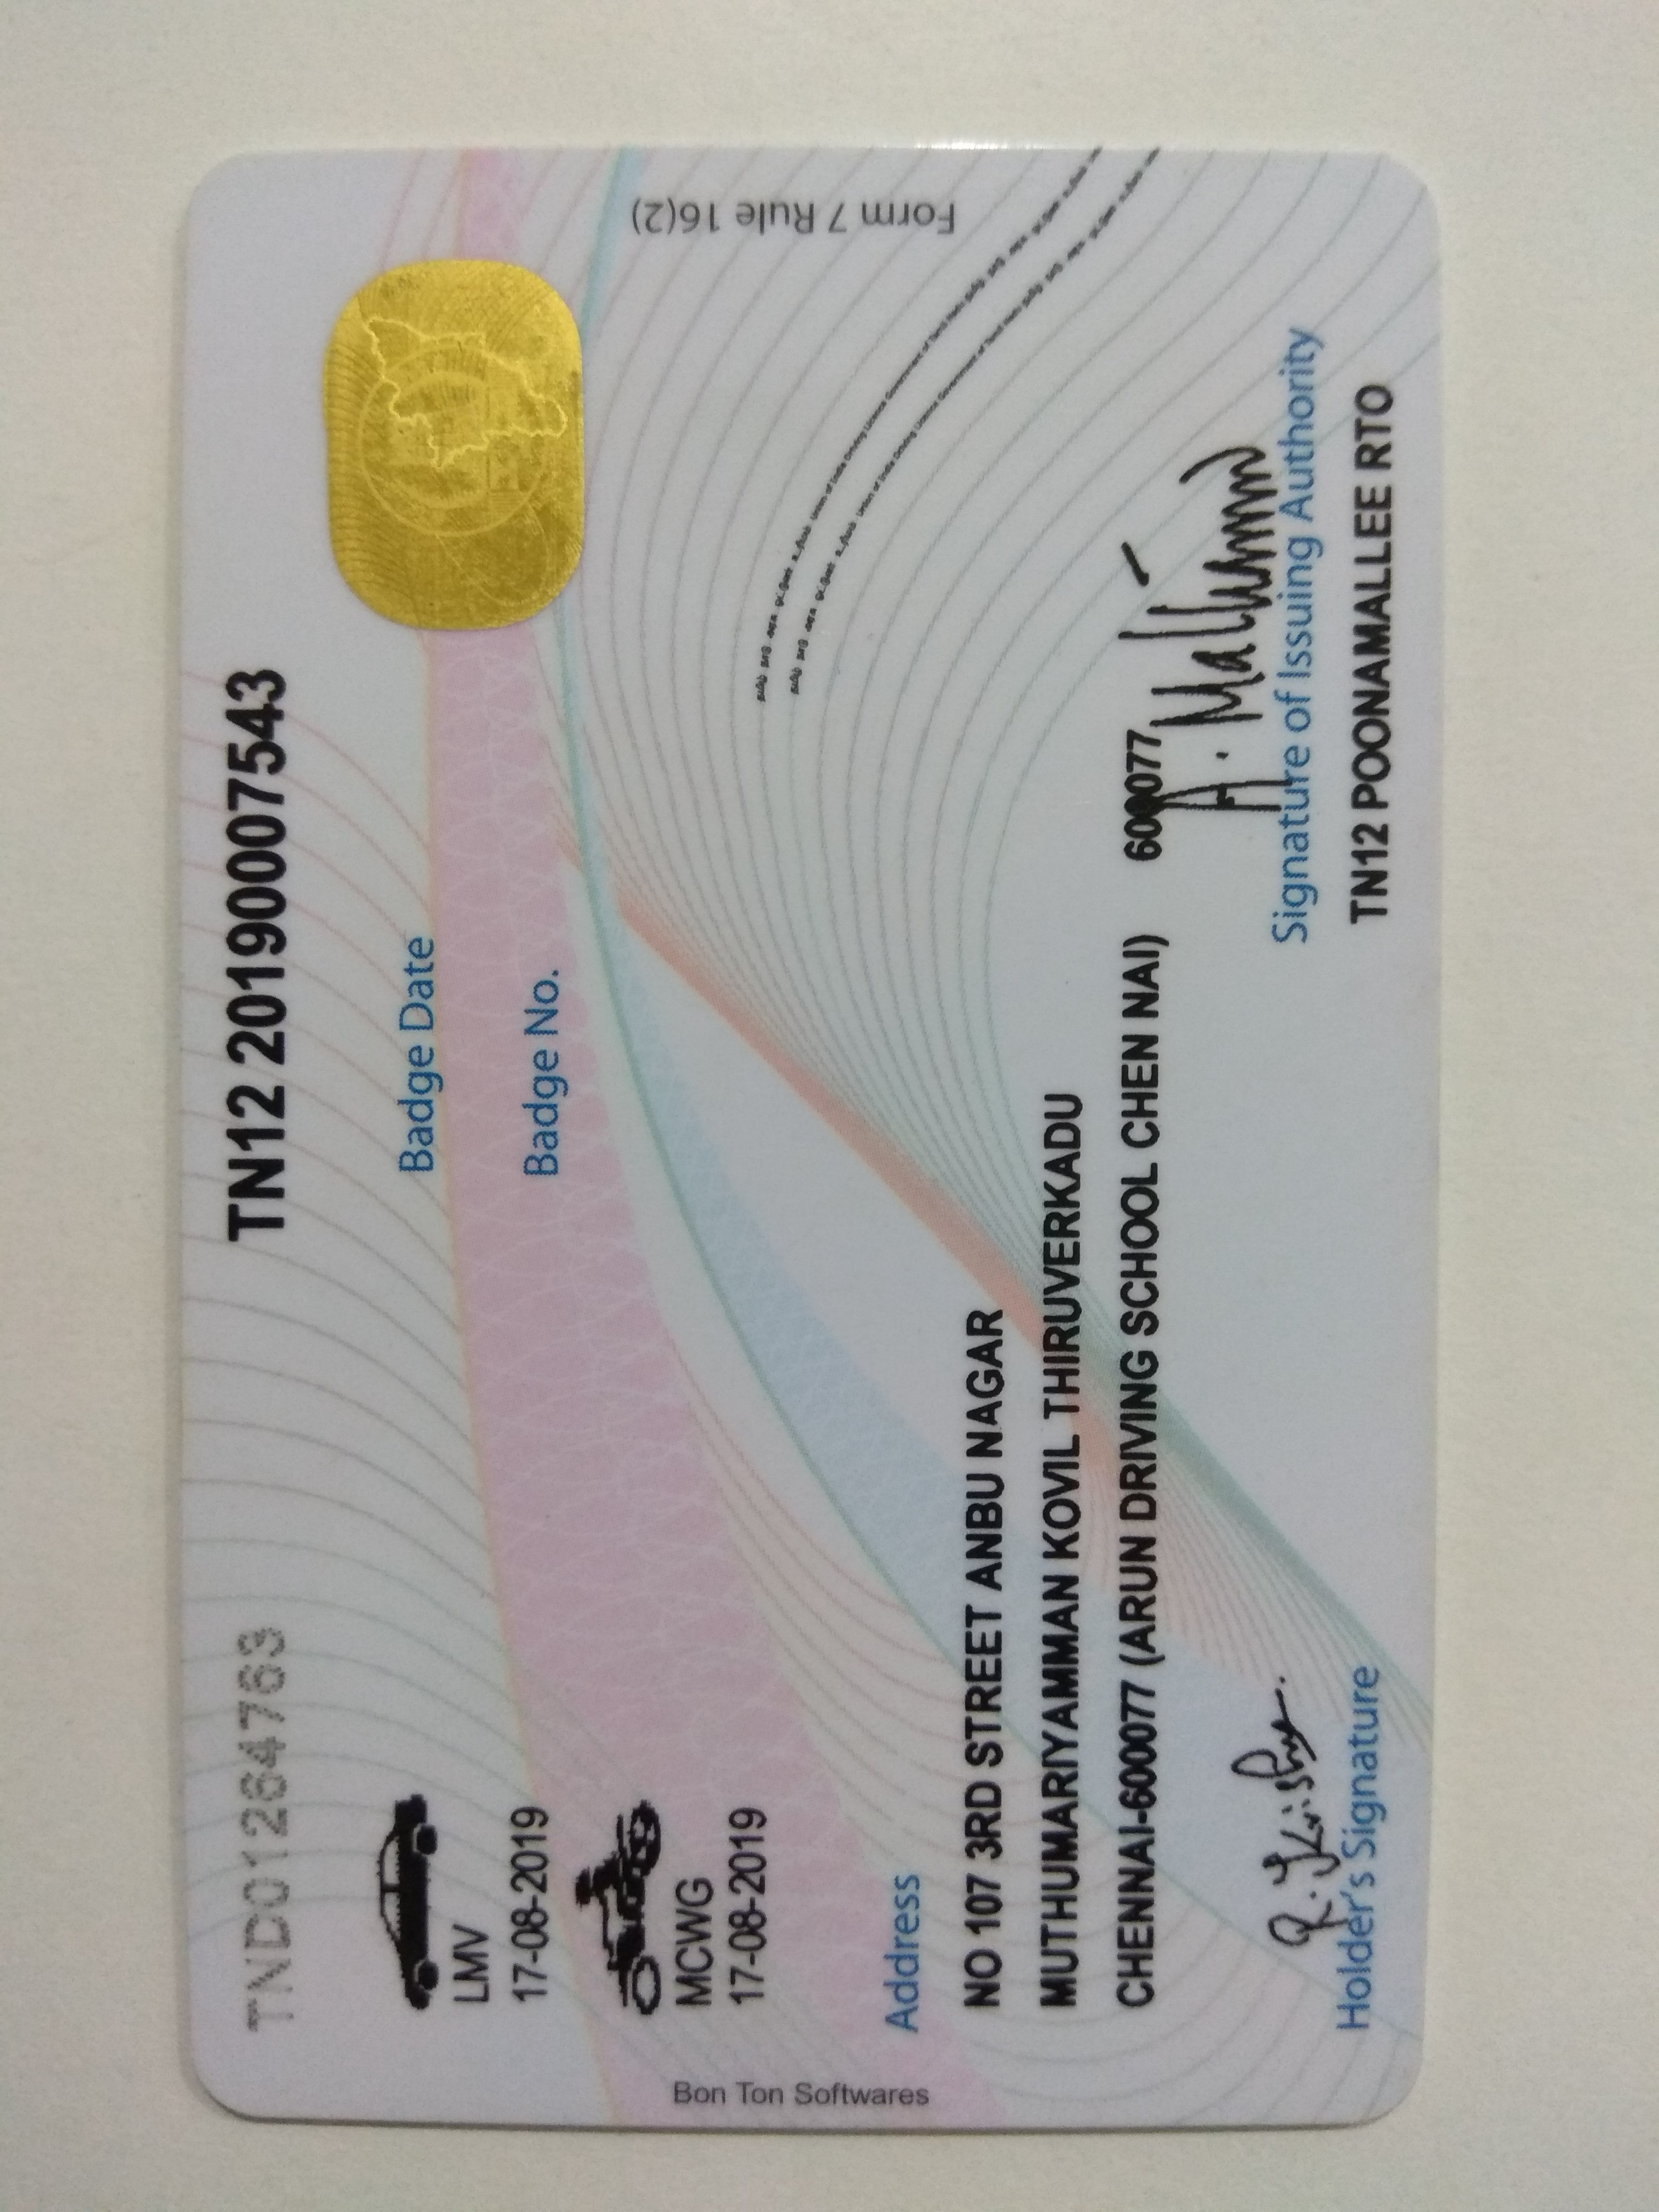 TND01284763
TN12 20190007543
LMV
17-08-2019
Badge Date
MCWG
17-08-2019
Badge No.
Address
NO 107 3RD STREET ANBU NAGAR
MUTHUMARIYAMMAN KOVIL THIRUVERKADU
CHENNAI-600077 (ARUN DRIVING SCHOOL CHEN NAI)
600077
Holder's Signature
Signature of Issuing Authority
TN12 POONAMALLEE RTO
Bon Ton Softwares
Form 7 Rule 16(2)